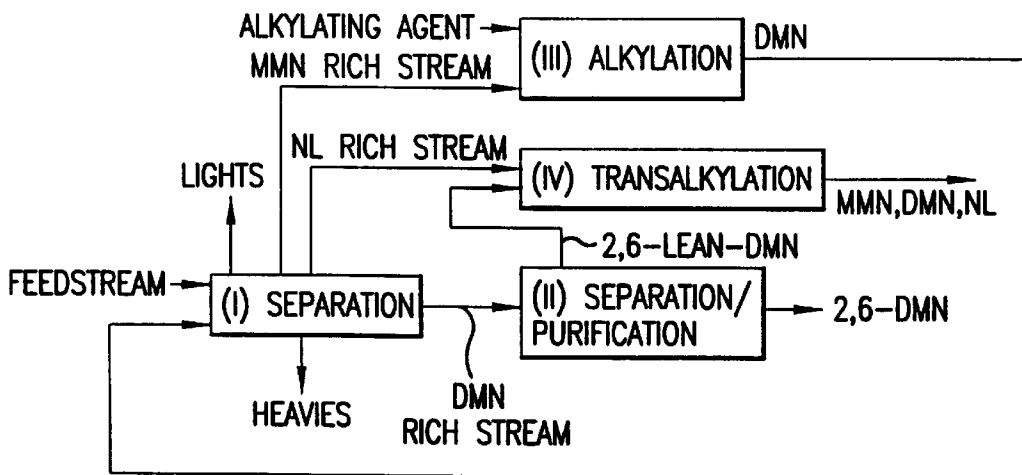 ALKYLATING AGENT
MMN RICH STREAM
(III) ALKYLATION
DMN
NL RICH STREAM
(IV) TRANSALKYLATION
MMN,DMN,NL
LIGHTS
2,6-LEAN-DMN
FEEDSTREAM
(I) SEPARATION
(II) SEPARATION/
PURIFICATION
2,6-DMN
HEAVIES
DMN
RICH STREAM